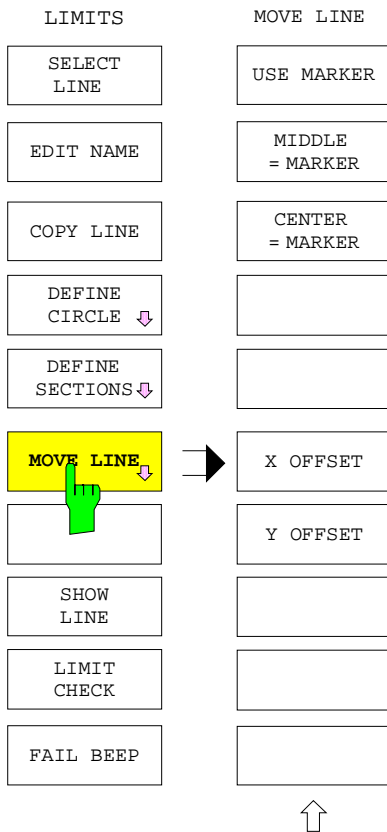 LIMITS
SELECT
LINE
EDIT NAME
COPY LINE
DEFINE
CIRCLE
DEFINE
SECTIONS
MOVE LINE
SHOW
LINE
LIMIT
CHECK
FAIL BEEP
MOVE LINE
USE MARKER
MIDDLE
= MARKER
CENTER
= MARKER
X OFFSET
Y OFFSET